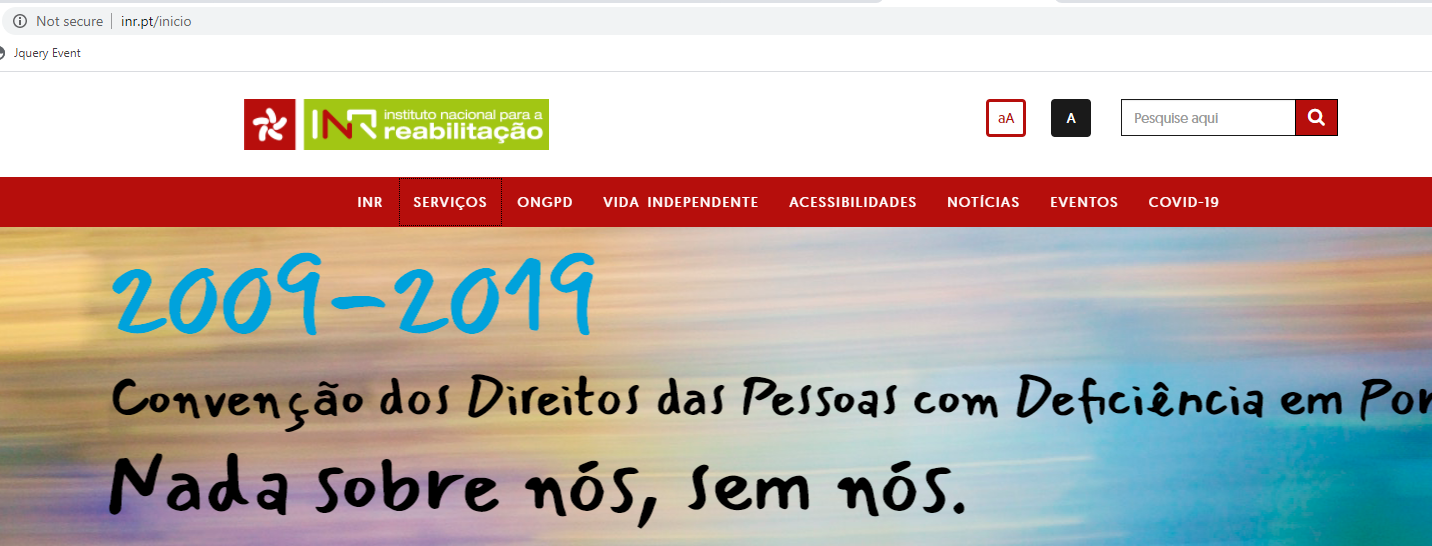 Not secure inr.pt/inicio
Jquery Event
INR instituto nacional para a
reabilitação
aA
A
Pesquise aqui
INR SERVIÇOS ONGPD VIDA INDEPENDENTE ACESSIBILIDADES NOTÍCIAS EVENTOS COVID-19
2009-2019
Convenção dos Direitos das Pessoas com Deficiência em Por
Nada sobre nós, sem nós.